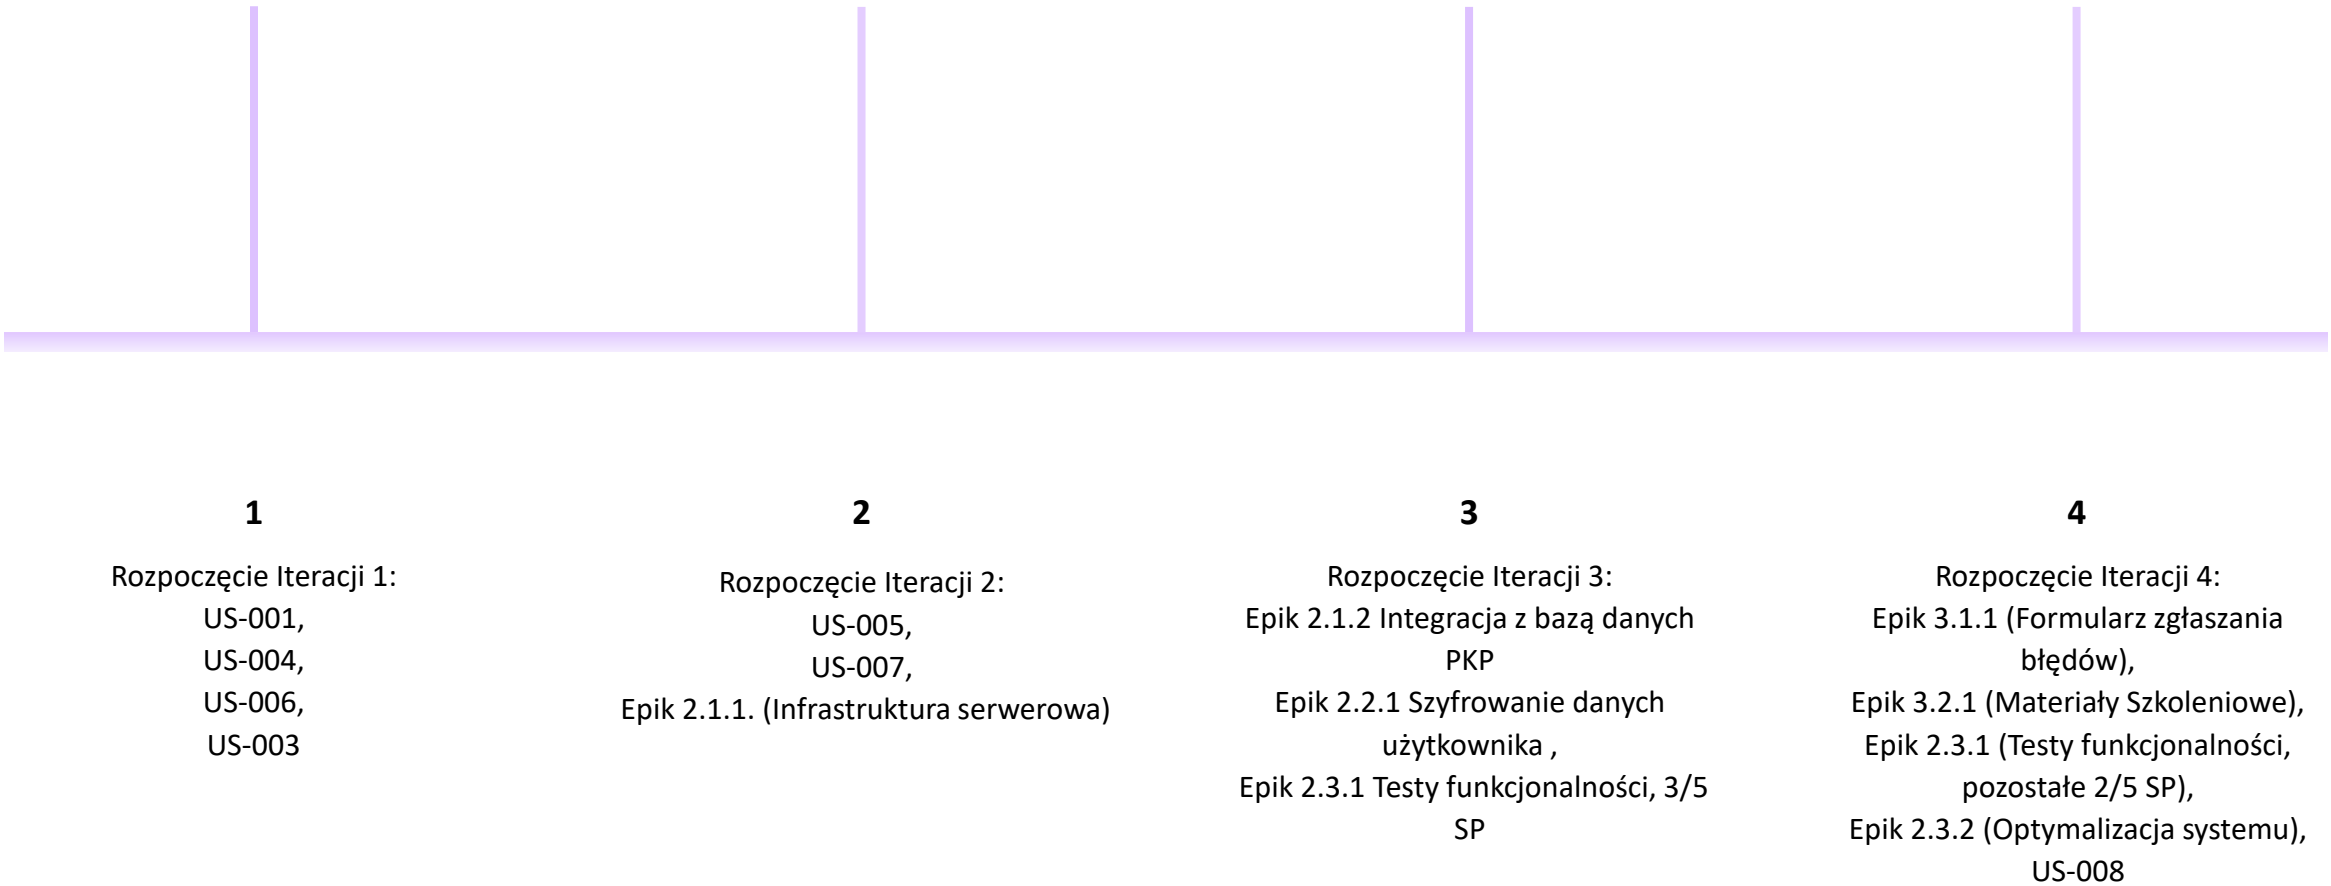 1
Rozpoczęcie Iteracji 1:
US-001,
US-004,
US-006,
US-003
2
Rozpoczęcie Iteracji 2:
US-005,
US-007,
Epik 2.1.1. (Infrastruktura serwerowa)
3
Rozpoczęcie Iteracji 3:
Epik 2.1.2 Integracja z bazą danych
PKP
Epik 2.2.1 Szyfrowanie danych
użytkownika ,
Epik 2.3.1 Testy funkcjonalności, 3/5
SP
4
Rozpoczęcie Iteracji 4:
Epik 3.1.1 (Formularz zgłaszania
błędów),
Epik 3.2.1 (Materiały Szkoleniowe),
Epik 2.3.1 (Testy funkcjonalności,
pozostałe 2/5 SP),
Epik 2.3.2 (Optymalizacja systemu),
US-008